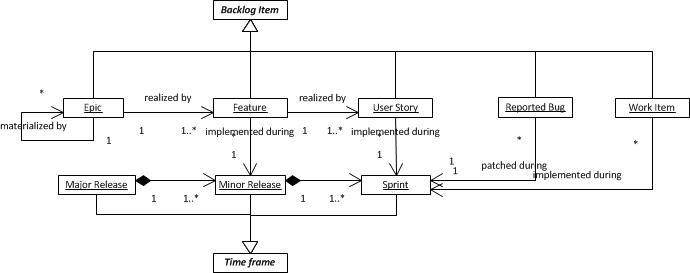 Backlog Item
*
realized by
realized by
Epic
Feature
User Story
Reported Bug
Work Item
materialized by
1
1
1..*
implemented during
*
1
1
1..*
implemented during
*
1
*
*
1
1
patched during
implemented during
Major Release
Minor Release
Sprint
1
1..*
1
1..*
Time frame